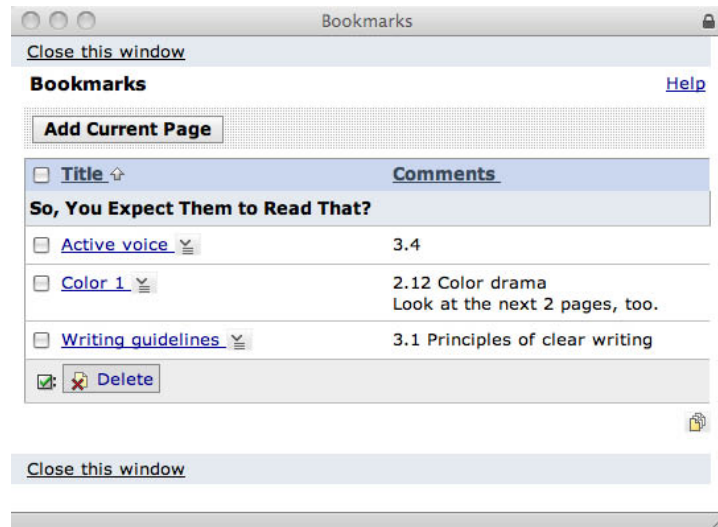 Bookmarks
Close this window
Bookmarks
Help
Add Current Page
Title
Comments
So, You Expect Them to Read That?
Active voice
3.4
Color 1
2.12 Color drama
Look at the next 2 pages, too.
Writing guidelines
3.1 Principles of clear writing
: Delete
Close this window